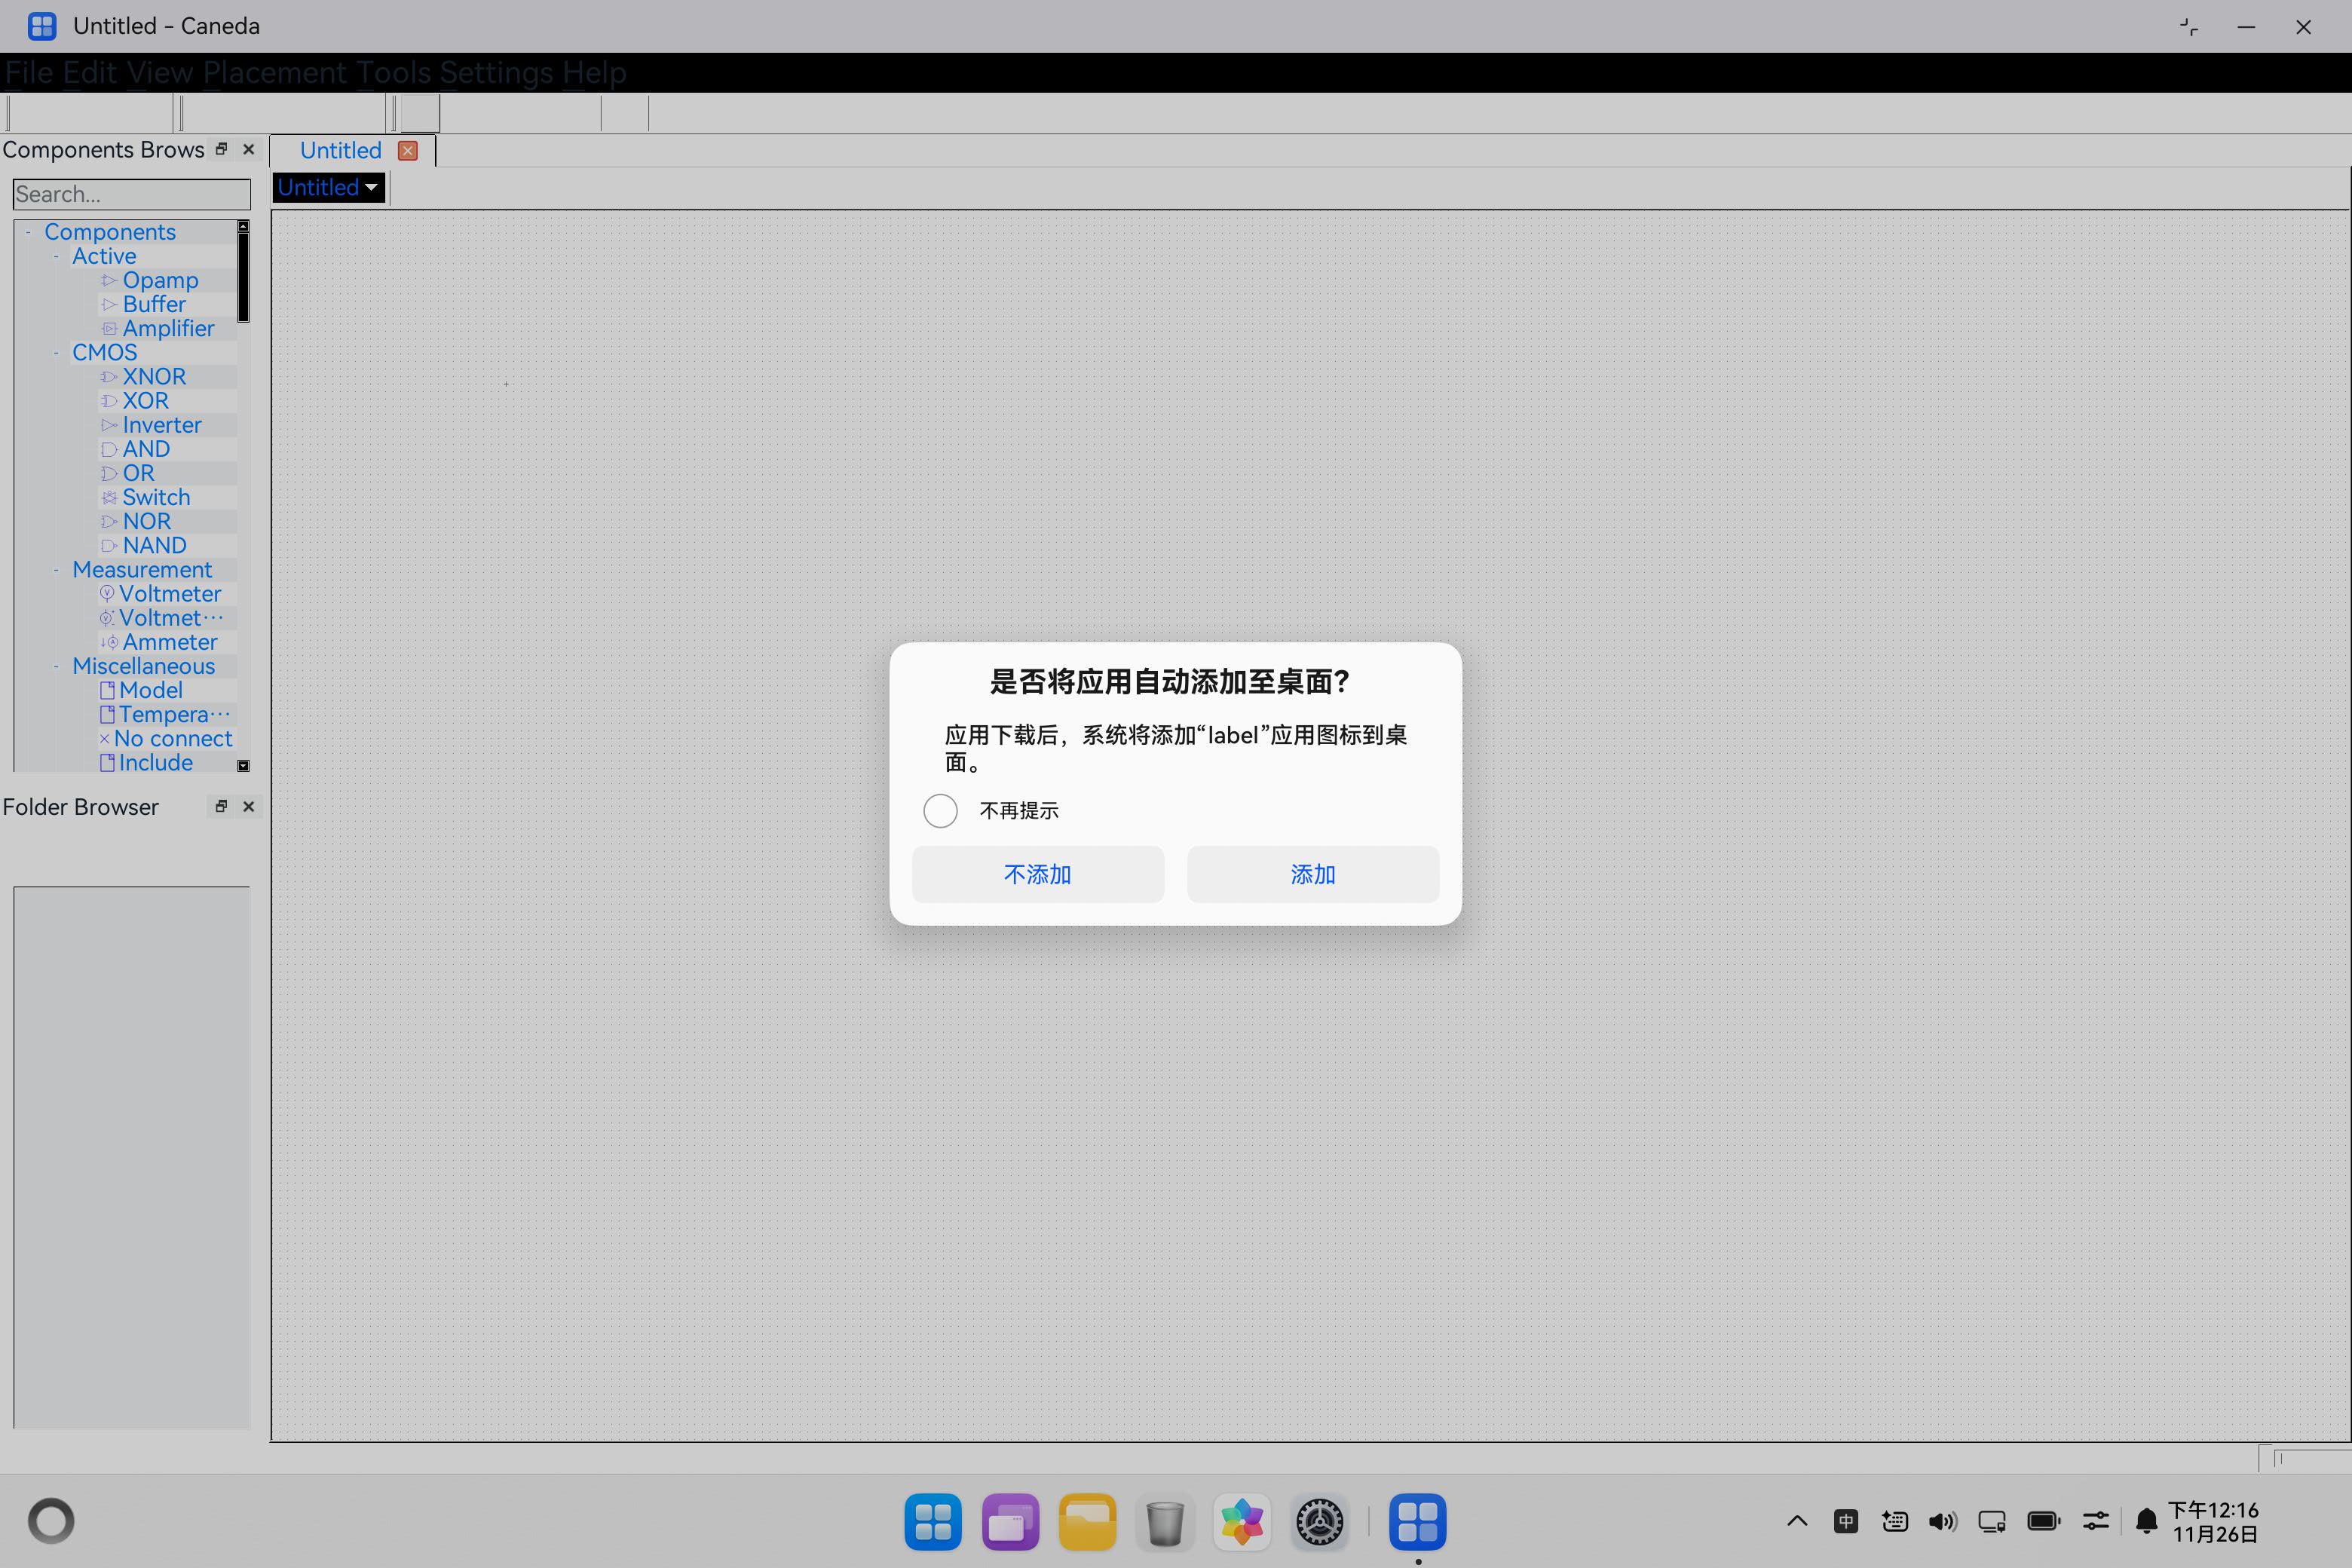 Untitled - Caneda
File Edit View Placement Tools Settings Help
Components Brows
Untitled
Search...
Untitled
Components
Active
Opamp
Buffer
Amplifier
CMOS
XNOR
XOR
Inverter
AND
OR
Switch
NOR
NAND
Measurement
Voltmeter
Voltmet···
Ammeter
Miscellaneous
Model
Tempera···
No connect
Include
Folder Browser
是否将应用自动添加至桌面？
应用下载后，系统将添加“label”应用图标到桌
面。
不再提示
不添加
添加
中
下午12:16
11月26日